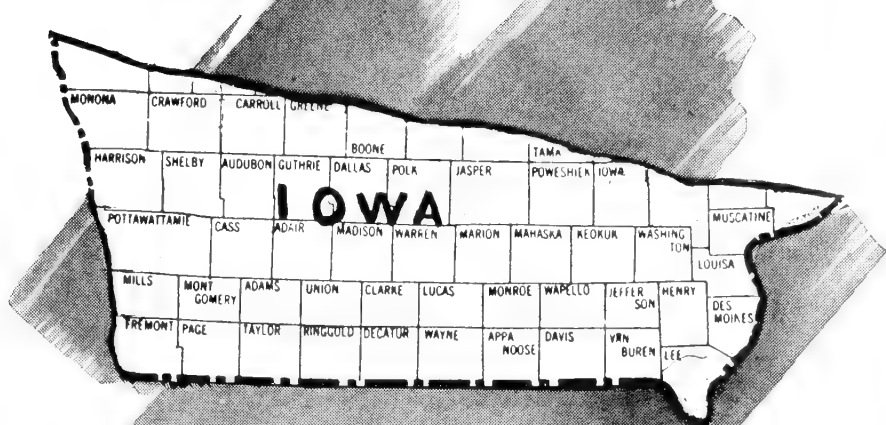 MONONA
CRAWFORD
CARROLL
GREENE
BOONE
TAMA
HARRISON
SHELBY
AUDUBON
GUTHRIE
DALLAS
POLK
JASPER
POWESHIEK
IOWA
IOWA
MUSCATINE
POTTAWATTAMIE
CASS
ADAIR
MADISON
WARREN
MARION
MAHASKA
KEOKUK
WASHING
TON
LOUISA
MILLS
MONT
GOMERY
ADAMS
UNION
CLARKE
LUCAS
MONROE
WAPELLO
JEFFER
SON
HENRY
DES
MOINES
FREMONT
PAGE
TAYLOR
RINGGOLD
DECATUR
WAYNE
APPA
NOOSE
DAVIS
VAN
BUREN
LEE